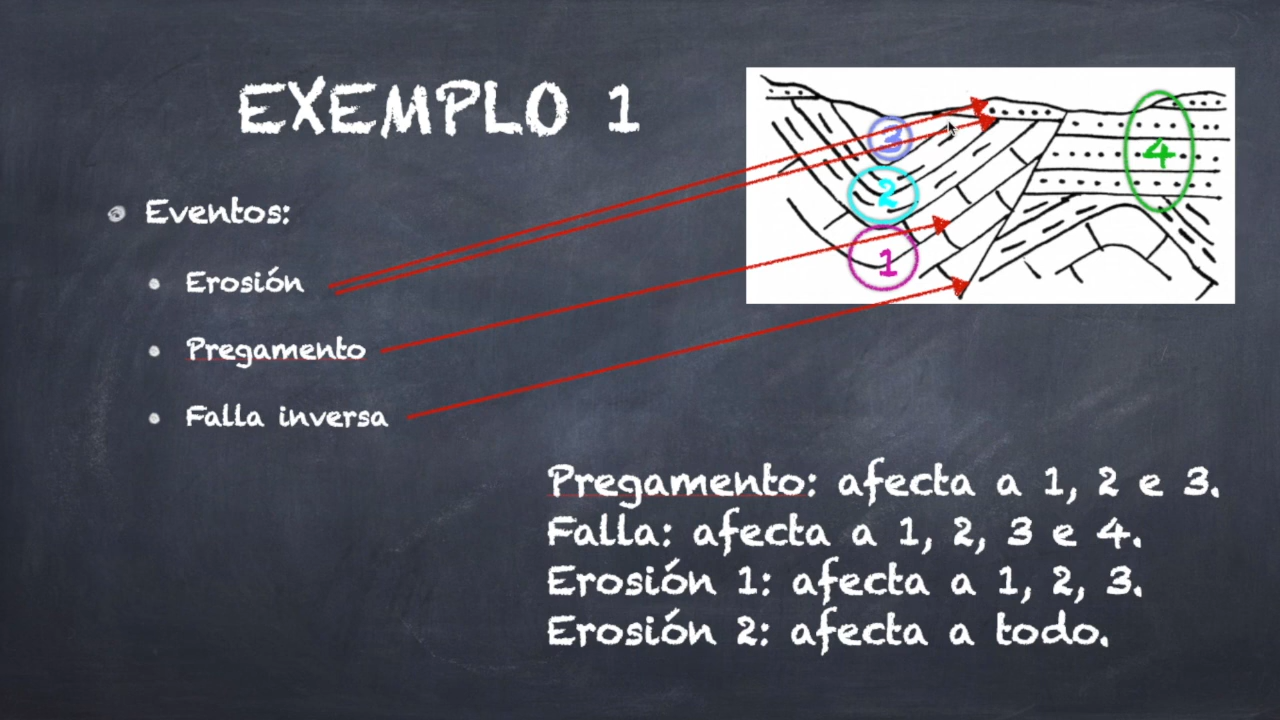 EXEMPLO 1
Eventos:
Erosión
Pregamento
Falla inversa
3
2
1
4
Pregamento: afecta a 1, 2 e 3.
Falla: afecta a 1, 2, 3 e 4.
Erosión 1: afecta a 1, 2, 3.
Erosión 2: afecta a todo.